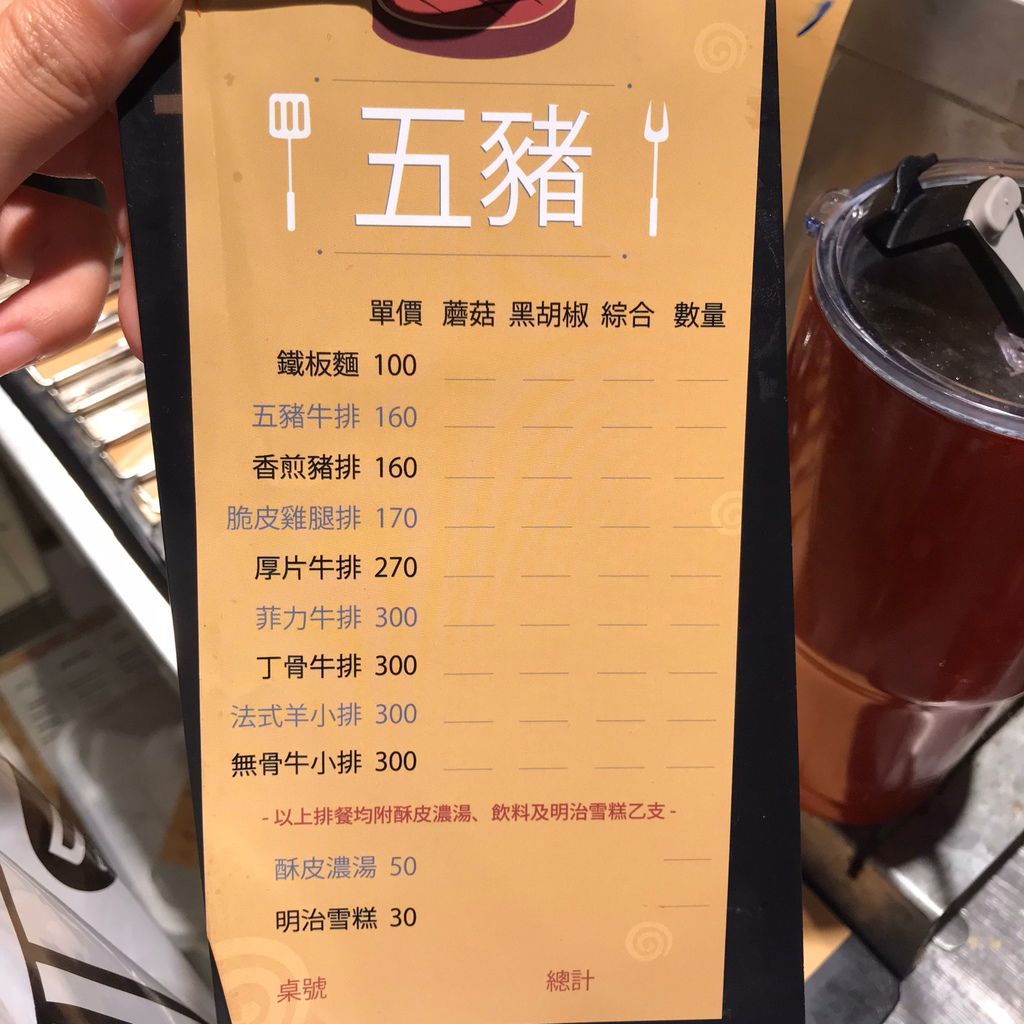 五豬
單價 蘑菇 黑胡椒 綜合 數量
鐵板麵 100
五豬牛排 160
香煎豬排 160
脆皮雞腿排 170
厚片牛排 270
菲力牛排 300
丁骨牛排 300
法式羊小排 300
無骨牛小排 300
- 以上排餐均附酥皮濃湯、飲料及明治雪糕乙支 -
酥皮濃湯 50
明治雪糕 30
桌號 總計